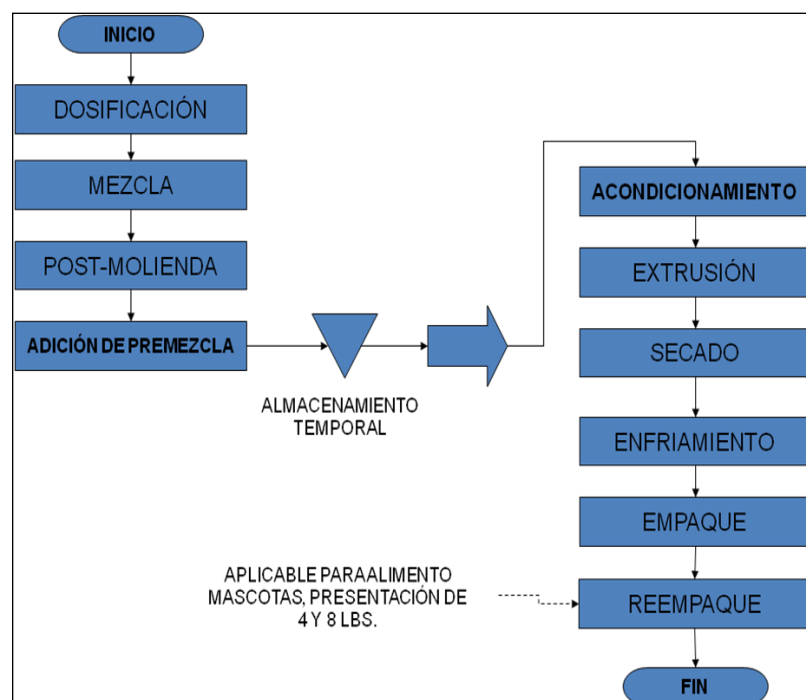 INICIO
DOSIFICACIÓN
MEZCLA
POST-MOLIENDA
ADICIÓN DE PREMEZCLA
ALMACENAMIENTO
TEMPORAL
ACONDICIONAMIENTO
EXTRUSIÓN
SECADO
ENFRIAMIENTO
EMPAQUE
APLICABLE PARAALIMENTO
MASCOTAS, PRESENTACIÓN DE
4 Y 8 LBS.
REEMPAQUE
FIN